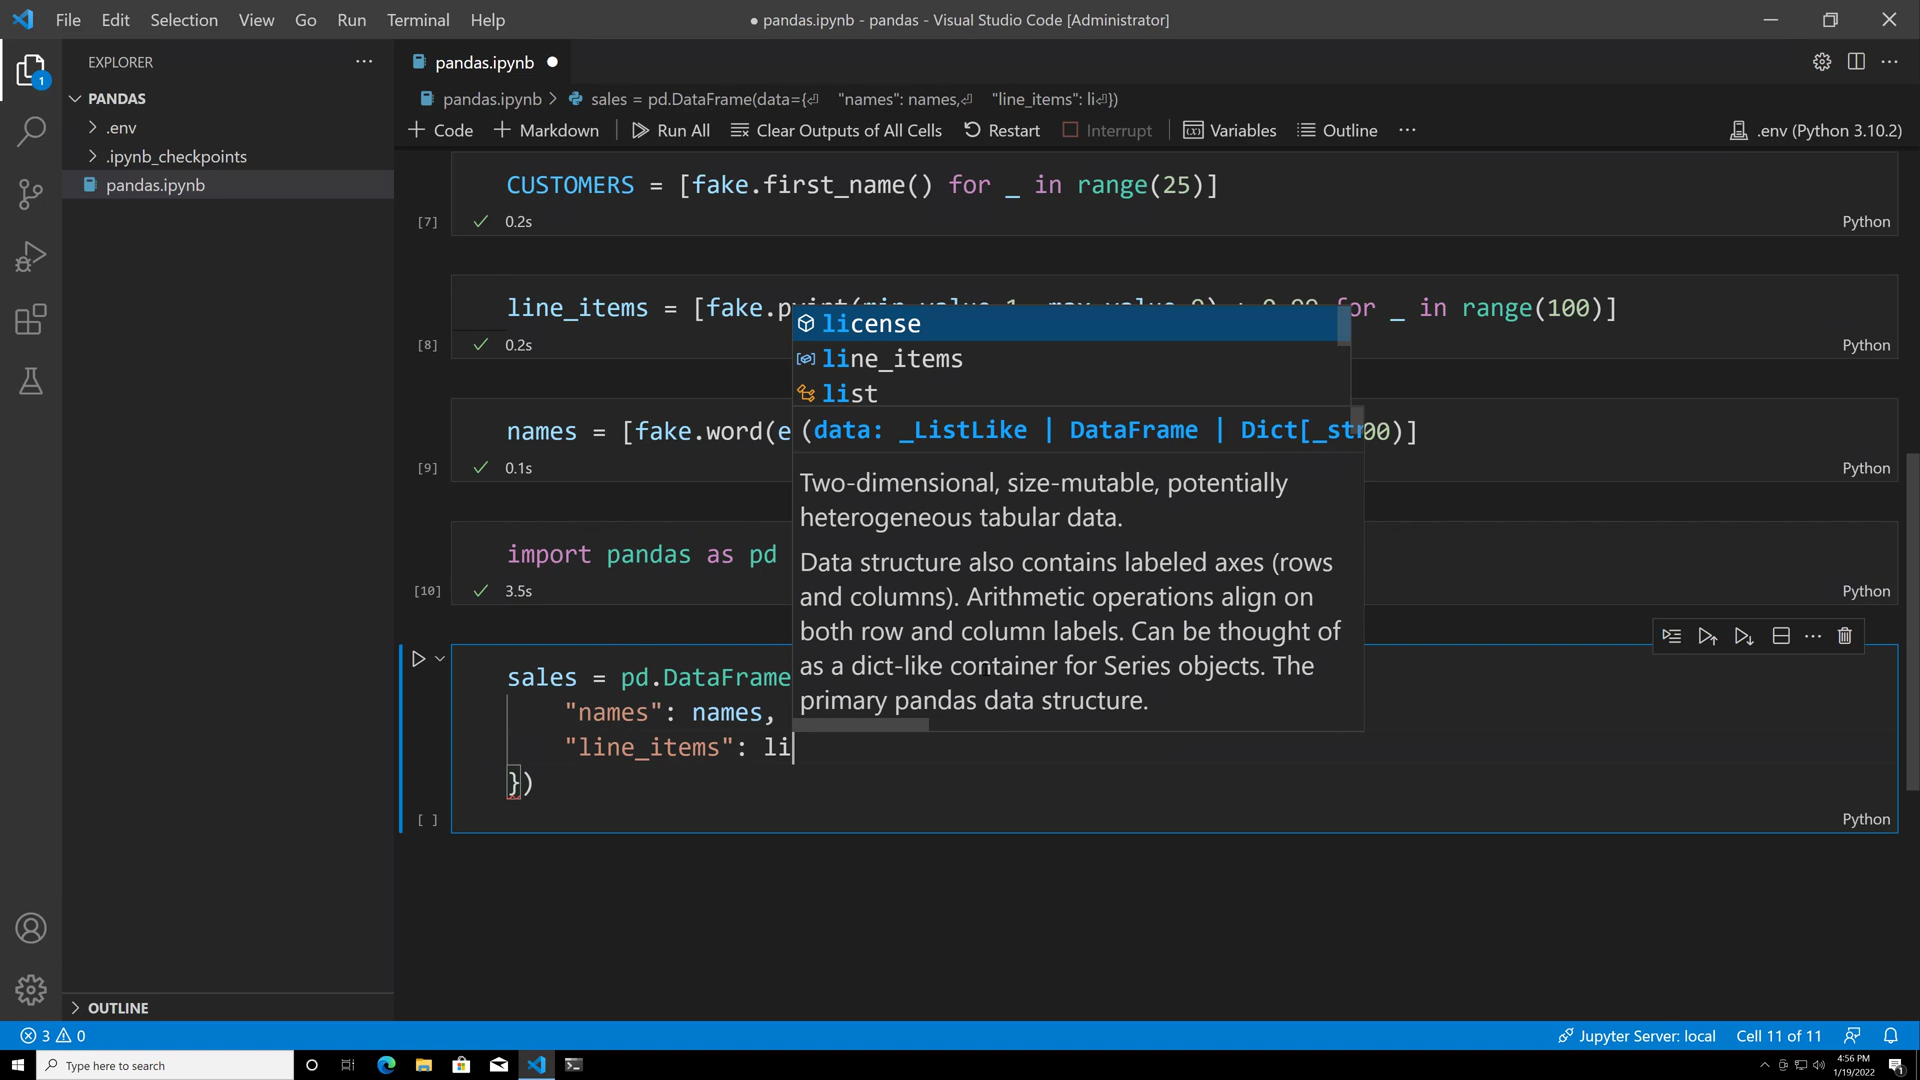 File Edit Selection View Go Run Terminal Help
● pandas.ipynb - pandas - Visual Studio Code [Administrator]
EXPLORER
pandas.ipynb
PANDAS
.env
.ipynb_checkpoints
pandas.ipynb
pandas.ipynb > sales = pd.DataFrame(data={⏎ "names": names,⏎ "line_items": li⏎})
+ Code + Markdown Run All Clear Outputs of All Cells Restart Interrupt Variables Outline ··· .env (Python 3.10.2)
CUSTOMERS = [fake.first_name() for _ in range(25)]
[7] ✓ 0.2s Python
line_items = [fake. for _ in range(100)]
[8] ✓ 0.2s Python
license
line_items
list
names = [fake.word(e 00)]
[9] ✓ 0.1s Python
(data: _ListLike | DataFrame | Dict[_str
Two-dimensional, size-mutable, potentially
heterogeneous tabular data.
Data structure also contains labeled axes (rows
and columns). Arithmetic operations align on
both row and column labels. Can be thought of
as a dict-like container for Series objects. The
primary pandas data structure.
import pandas as pd
[10] ✓ 3.5s Python
sales = pd.DataFrame
"names": names,
"line_items": li
})
[ ] Python
OUTLINE
3 0 Jupyter Server: local Cell 11 of 11
1
Type here to search
4:56 PM
1/19/2022
1